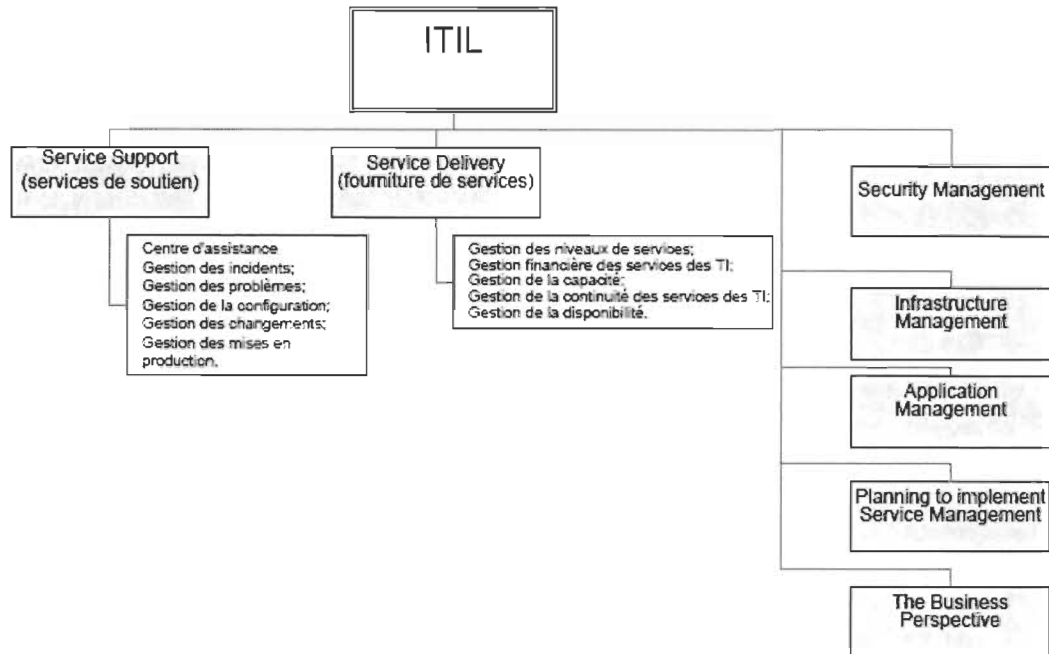 ITIL
Service Support
(services de soutien)
Service Delivery
(fourniture de services)
Security Management
Centre d'assistance
Gestion des incidents;
Gestion des problèmes;
Gestion de la configuration;
Gestion des changements;
Gestion des mises en
production.
Gestion des niveaux de services;
Gestion financière des services des TI;
Gestion de la capacité;
Gestion de la continuité des services des TI;
Gestion de la disponibilité.
Infrastructure
Management
Application
Management
Planning to implement
Service Management
The Business
Perspective